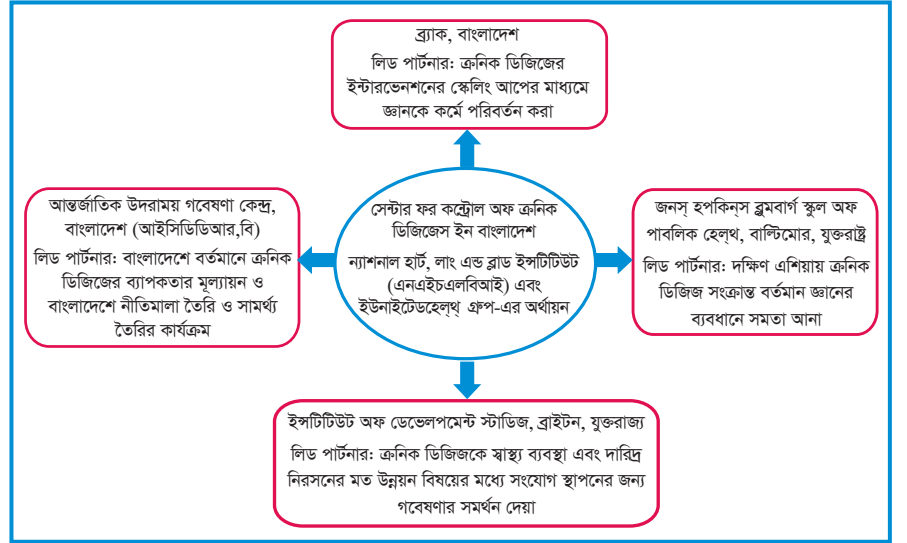 ব্র্যাক, বাংলাদেশ
লিড পার্টনার: ক্রনিক ডিজিজের
ইন্টারভেনশনের স্কেলিং আপের মাধ্যমে
জ্ঞানকে কর্মে পরিবর্তন করা
আন্তর্জাতিক উদরাময় গবেষণা কেন্দ্র,
বাংলাদেশ (আইসিডিডিআর,বি)
লিড পার্টনার: বাংলাদেশে বর্তমানে ক্রনিক
ডিজিজের ব্যাপকতার মূল্যায়ন ও
বাংলাদেশে নীতিমালা তৈরি ও সামর্থ্য
তৈরির কার্যক্রম
সেন্টার ফর কন্ট্রোল অফ ক্রনিক
ডিজিজেস ইন বাংলাদেশ
ন্যাশনাল হার্ট, লাং এন্ড ব্লাড ইন্সটিটিউট
(এনএইচএলবিআই) এবং
ইউনাইটেডহেল্‌থ্‌ গ্রুপ-এর অর্থায়ন
জনস্‌ হপকিন্‌স ব্লুমবার্গ স্কুল অফ
পাবলিক হেল্‌থ, বাল্টিমোর, যুক্তরাষ্ট্র
লিড পার্টনার: দক্ষিণ এশিয়ায় ক্রনিক
ডিজিজ সংক্রান্ত বর্তমান জ্ঞানের
ব্যবধানে সমতা আনা
ইন্সটিটিউট অফ ডেভেলপমেন্ট স্টাডিজ, ব্রাইটন, যুক্তরাজ্য
লিড পার্টনার: ক্রনিক ডিজিজকে স্বাস্থ্য ব্যবস্থা এবং দারিদ্র
নিরসনের মত উন্নয়ন বিষয়ের মধ্যে সংযোগ স্থাপনের জন্য
গবেষণার সমর্থন দেয়া